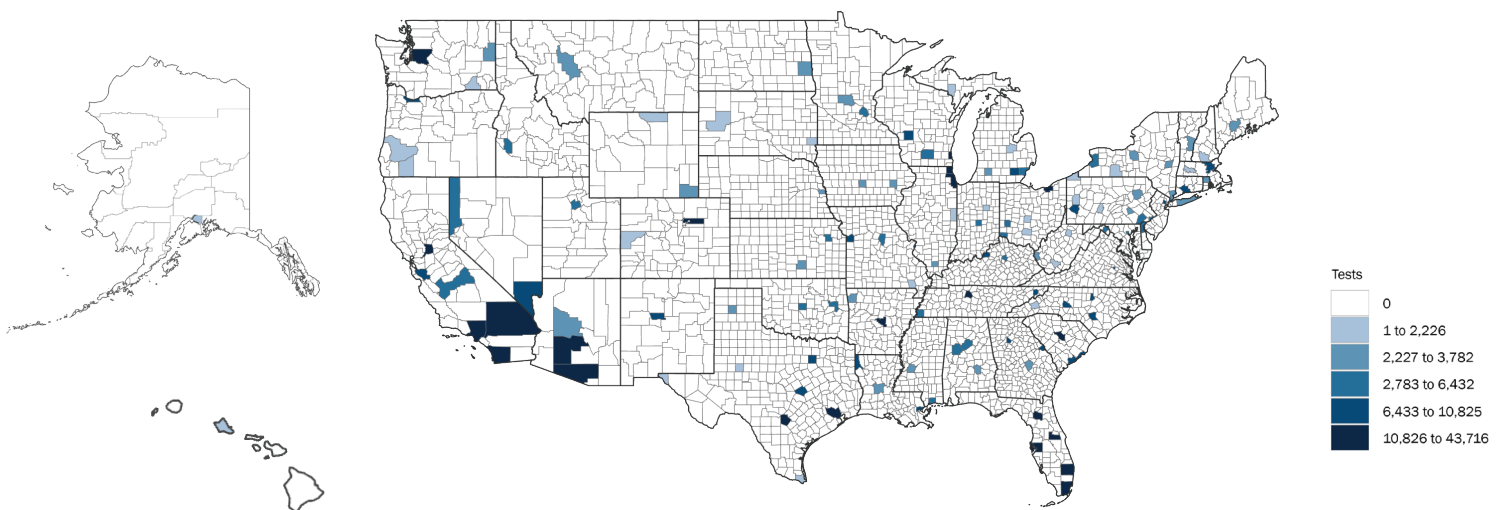 Tests
0
1 to 2,226
2,227 to 3,782
2,783 to 6,432
6,433 to 10,825
10,826 to 43,716